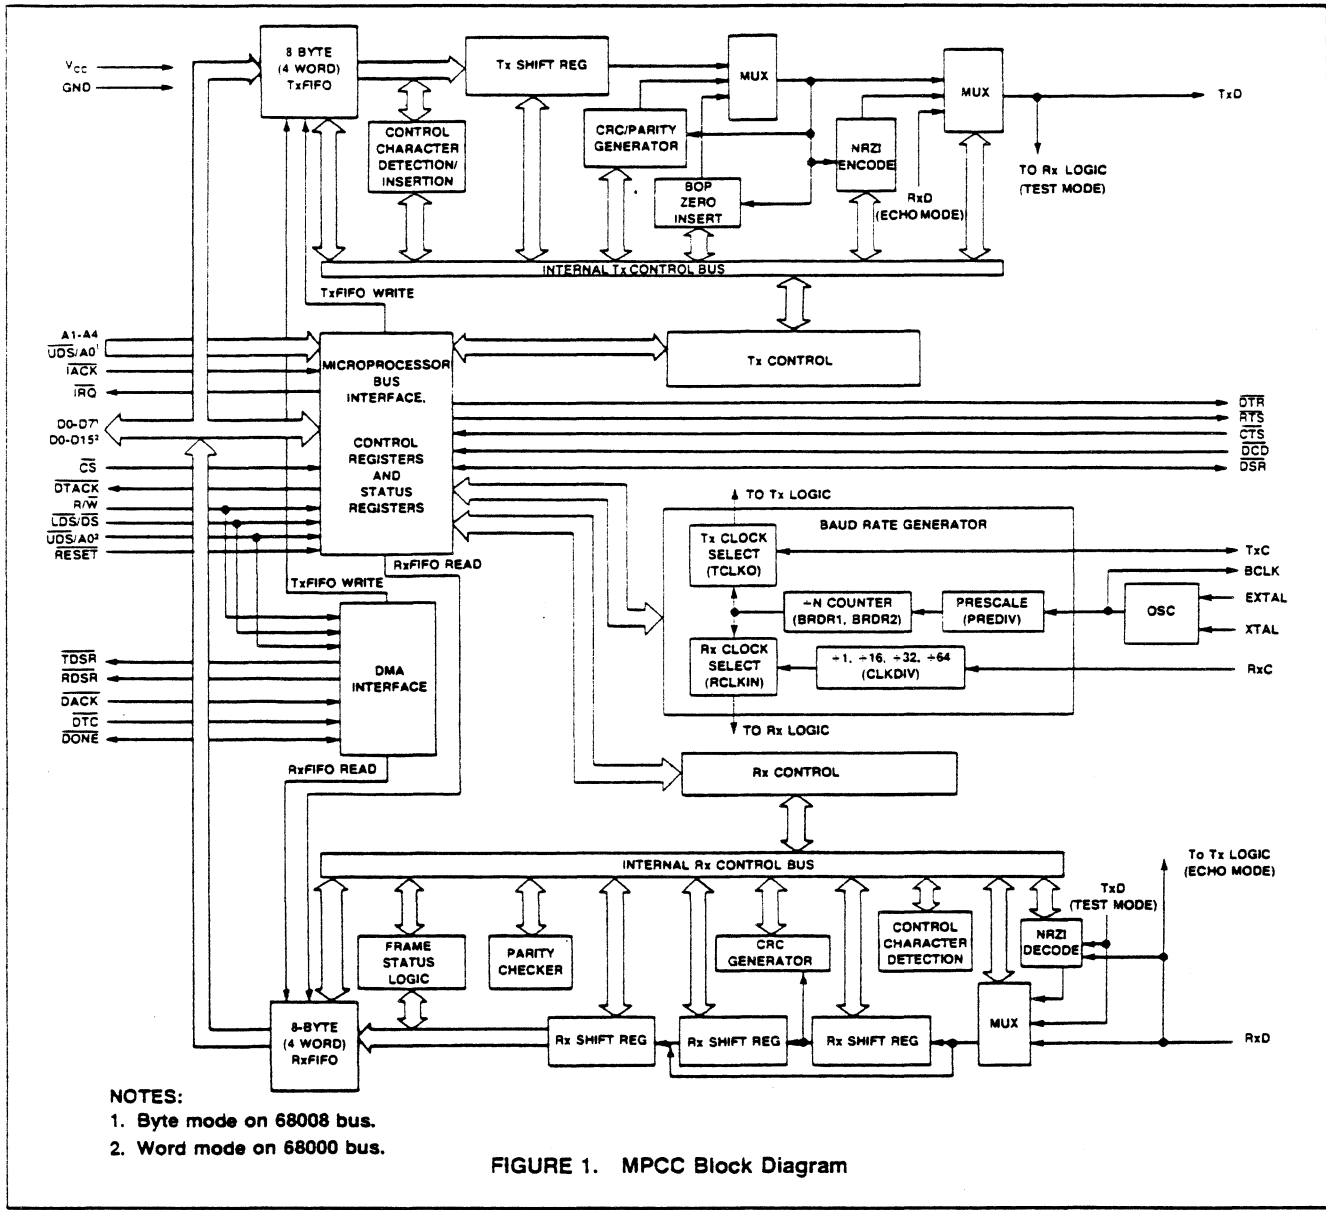 VCC
GND
8 BYTE
(4 WORD)
TxFIFO
Tx SHIFT REG
MUX
MUX
TxD
CONTROL
CHARACTER
DETECTION/
INSERTION
CRC/PARITY
GENERATOR
NRZI
ENCODE
BOP
ZERO
INSERT
RxD
(ECHO MODE)
TO Rx LOGIC
(TEST MODE)
INTERNAL Tx CONTROL BUS
TxFIFO WRITE
A1-A4
UDS/A0¹
IACK
IRQ
D0-D7¹
D0-D15²
CS
DTACK
R/W
LDS/DS
UDS/A0²
RESET
MICROPROCESSOR
BUS
INTERFACE,
CONTROL
REGISTERS
AND
STATUS
REGISTERS
Tx CONTROL
DTR
RTS
CTS
DCD
DSR
TO Tx LOGIC
BAUD RATE GENERATOR
Tx CLOCK
SELECT
(TCLKO)
TxC
BCLK
÷N COUNTER
(BRDR1, BRDR2)
PRESCALE
(PREDIV)
OSC
EXTAL
XTAL
Rx CLOCK
SELECT
(RCLKIN)
÷1, ÷16, ÷32, ÷64
(CLKDIV)
RxC
TO Rx LOGIC
RxFIFO READ
TxFIFO WRITE
TDSR
RDSR
DACK
DTC
DONE
DMA
INTERFACE
RxFIFO READ
Rx CONTROL
INTERNAL Rx CONTROL BUS
To Tx LOGIC
(ECHO MODE)
TxD
(TEST MODE)
FRAME
STATUS
LOGIC
PARITY
CHECKER
CRC
GENERATOR
CONTROL
CHARACTER
DETECTION
NRZI
DECODE
8-BYTE
(4 WORD)
RxFIFO
Rx SHIFT REG
Rx SHIFT REG
Rx SHIFT REG
MUX
RxD
NOTES:
1. Byte mode on 68008 bus.
2. Word mode on 68000 bus.
FIGURE 1. MPCC Block Diagram